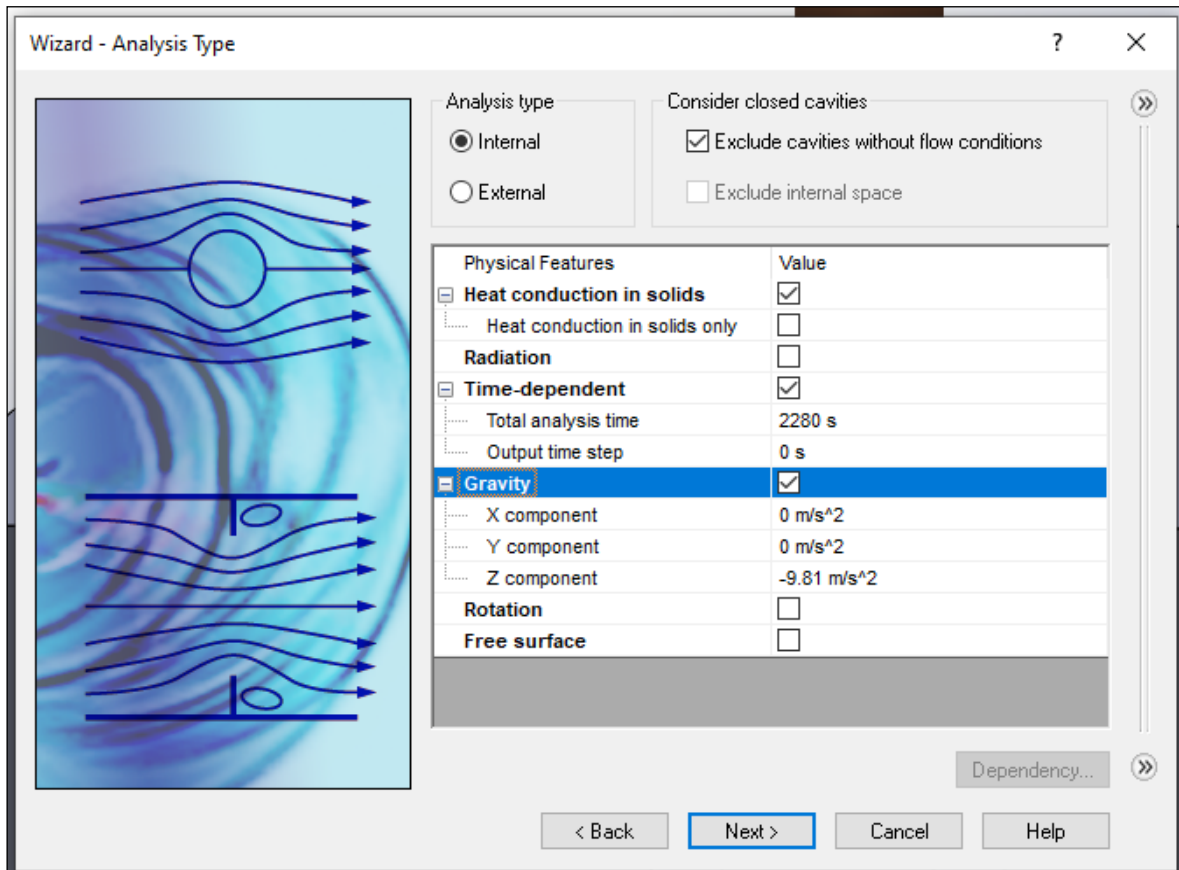 Wizard - Analysis Type
?
Analysis type
Internal
External
Consider closed cavities
Exclude cavities without flow conditions
Exclude internal space
Physical Features Value
Heat conduction in solids
Heat conduction in solids only
Radiation
Time-dependent
Total analysis time 2280 s
Output time step 0 s
Gravity
X component 0 m/s^2
Y component 0 m/s^2
Z component -9.81 m/s^2
Rotation
Free surface
Dependency...
< Back Next > Cancel Help